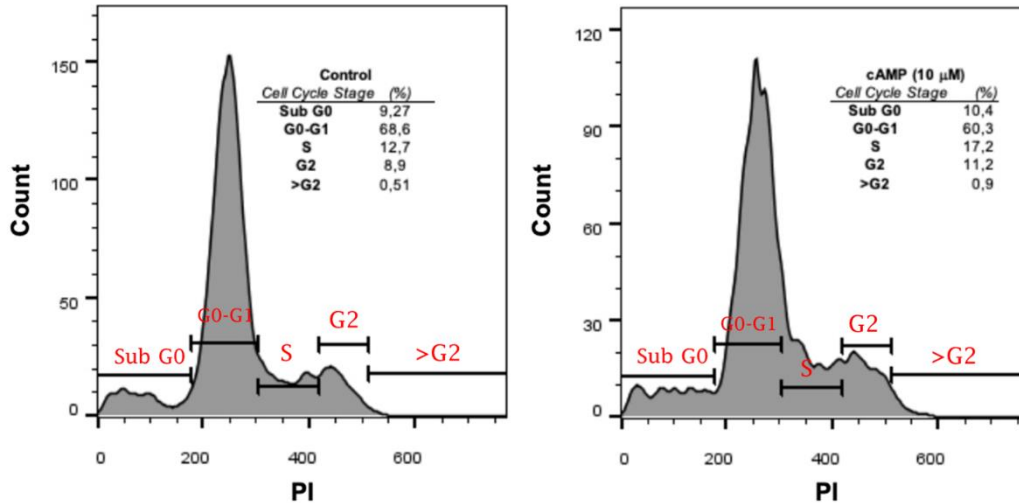 Control
Cell Cycle Stage (%)
Sub G0 9,27
G0-G1 68,6
S 12,7
G2 8,9
>G2 0,51
150
100
50
0
Count
Sub G0
G0-G1
S
G2
>G2
0 200 400 600
PI
cAMP (10 μM)
Cell Cycle Stage (%)
Sub G0 10,4
G0-G1 60,3
S 17,2
G2 11,2
>G2 0,9
120
90
60
30
0
Count
Sub G0
G0-G1
S
G2
>G2
0 200 400 600
PI